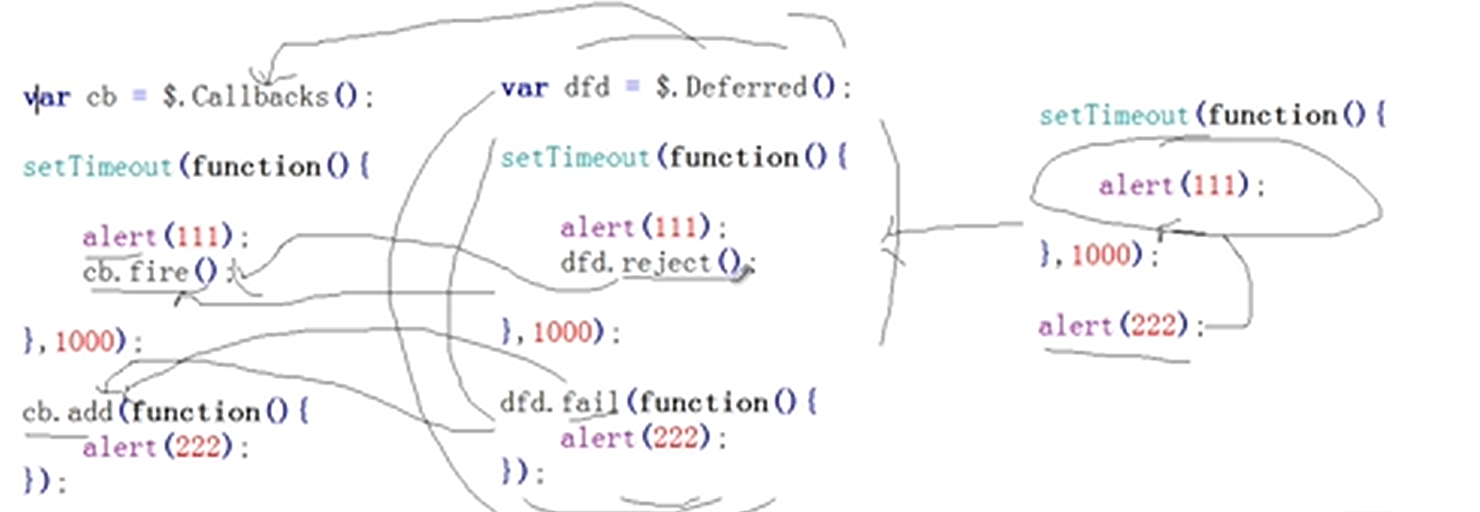 var cb = $.Callbacks();
setTimeout(function(){
alert(111);
cb.fire();
},1000);
cb.add(function(){
alert(222);
});
var dfd = $.Deferred();
setTimeout(function(){
alert(111);
dfd.reject();
},1000);
dfd.fail(function(){
alert(222);
});
setTimeout(function(){
alert(111);
},1000);
alert(222);